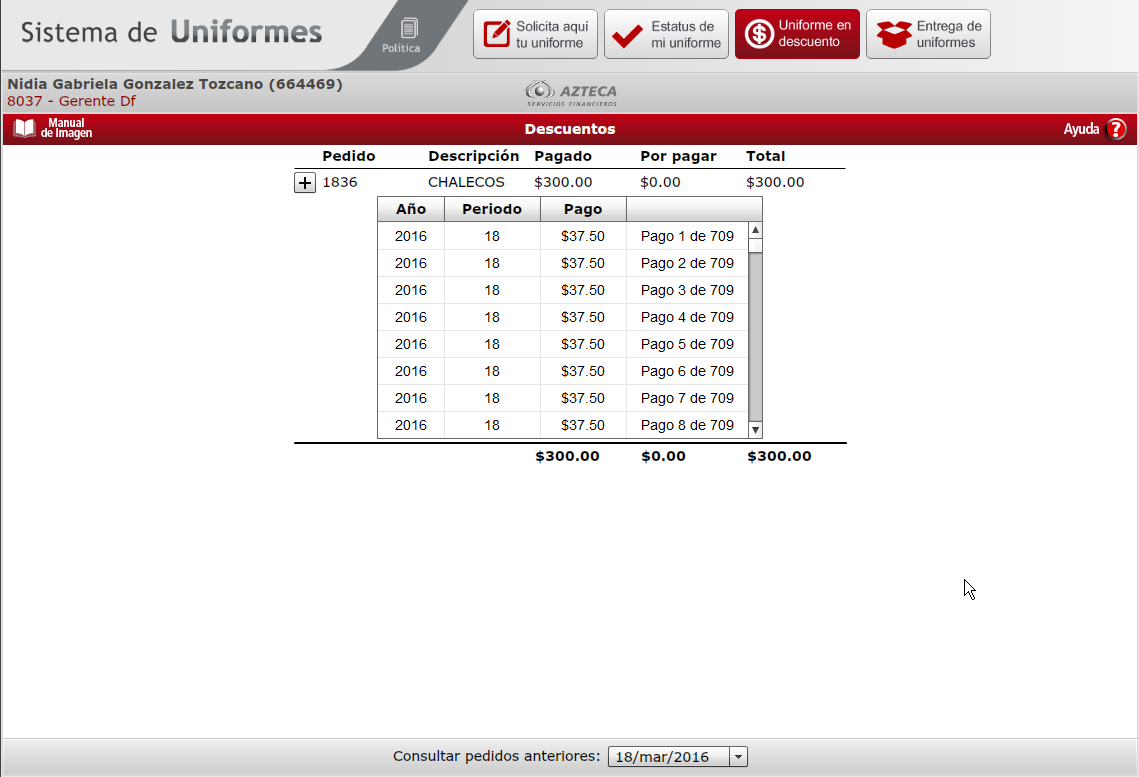 Sistema de Uniformes
Política
Solicita aquí
tu uniforme
Estatus de
mi uniforme
Uniforme en
descuento
Entrega de
uniformes
Nidia Gabriela Gonzalez Tozcano (664469)
8037 - Gerente Df
AZTECA
SERVICIOS FINANCIEROS
Manual
de Imagen
Descuentos
Ayuda ?
Pedido Descripción Pagado Por pagar Total
1836 CHALECOS $300.00 $0.00 $300.00
Año Periodo Pago
2016 18 $37.50 Pago 1 de 709
2016 18 $37.50 Pago 2 de 709
2016 18 $37.50 Pago 3 de 709
2016 18 $37.50 Pago 4 de 709
2016 18 $37.50 Pago 5 de 709
2016 18 $37.50 Pago 6 de 709
2016 18 $37.50 Pago 7 de 709
2016 18 $37.50 Pago 8 de 709
$300.00 $0.00 $300.00
Consultar pedidos anteriores: 18/mar/2016